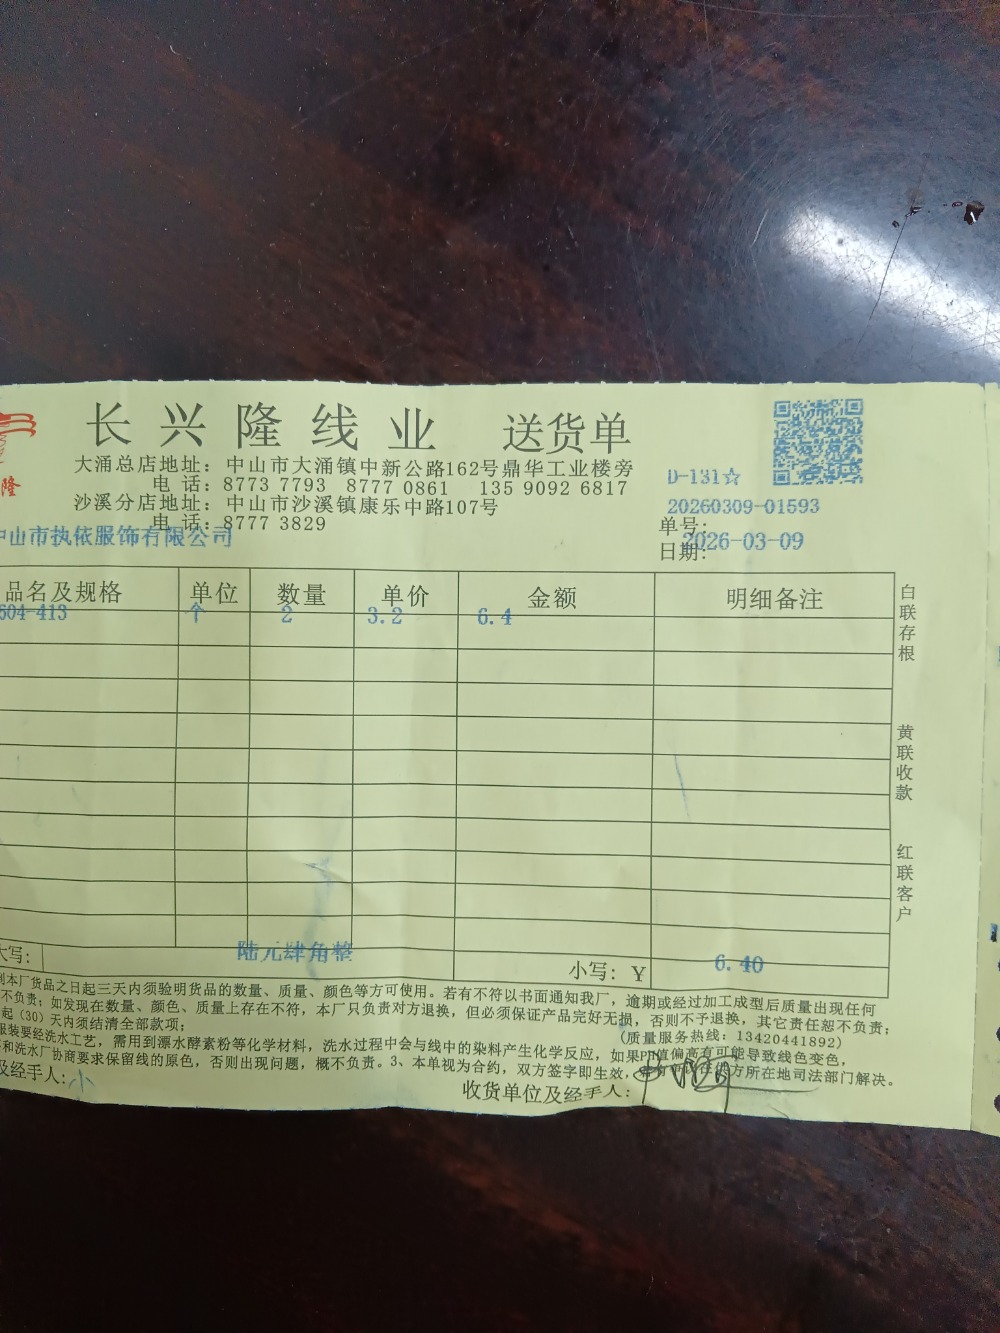 长兴隆线业 送货单
隆
大涌总店地址：中山市大涌镇中新公路162号鼎华工业楼旁
电 话：8773 7793 8777 0861 135 9092 6817
沙溪分店地址：中山市沙溪镇康乐中路107号
电 话：8777 3829
D-131☆
20260309-01593
单号：
日期：2026-03-09
中山市执依服饰有限公司
品名及规格 单位 数量 单价 金额 明细备注
604-413 个 2 3.2 6.4
白联存根
黄联收款
红联客户
大写： 陆元肆角整
小写：Y 6.40
到本厂货品之日起三天内须验明货品的数量、质量、颜色等方可使用。若有不符以书面通知我厂，逾期或经过加工成型后质量出现任何
不负责；如发现在数量、颜色、质量上存在不符，本厂只负责对方退换，但必须保证产品完好无损，否则不予退换，其它责任恕不负责；
起（30）天内须结清全部款项；
(质量服务热线：13420441892)
服装要经洗水工艺，需用到漂水酵素粉等化学材料，洗水过程中会与线中的染料产生化学反应，如果PH值偏高有可能导致线色变色，
和洗水厂协商要求保留线的原色，否则出现问题，概不负责。3、本单视为合约，双方签字即生效，方所在地司法部门解决。
及经手人：小
收货单位及经手人：